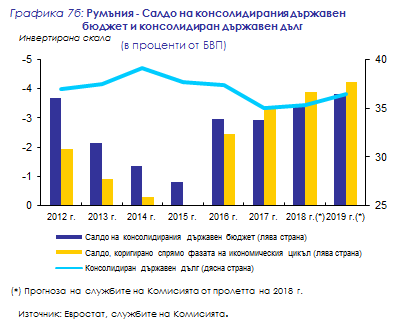 Графика 7б: Румъния - Салдо на консолидирания държавен
бюджет и консолидиран държавен дълг
Инвертирана скала
(в проценти от БВП)
-5
-4
-3
-2
-1
0
40
35
30
25
2012 г. 2013 г. 2014 г. 2015 г. 2016 г. 2017 г. 2018 г.(*) 2019 г.(*)
Салдо на консолидирания държавен бюджет (лява страна)
Салдо, коригирано спрямо фазата на икономическия цикъл (лява страна)
Консолидиран държавен дълг (дясна страна)
(*) Прогноза на службите на Комисията от пролетта на 2018 г.
Източник: Евростат, службите на Комисията.